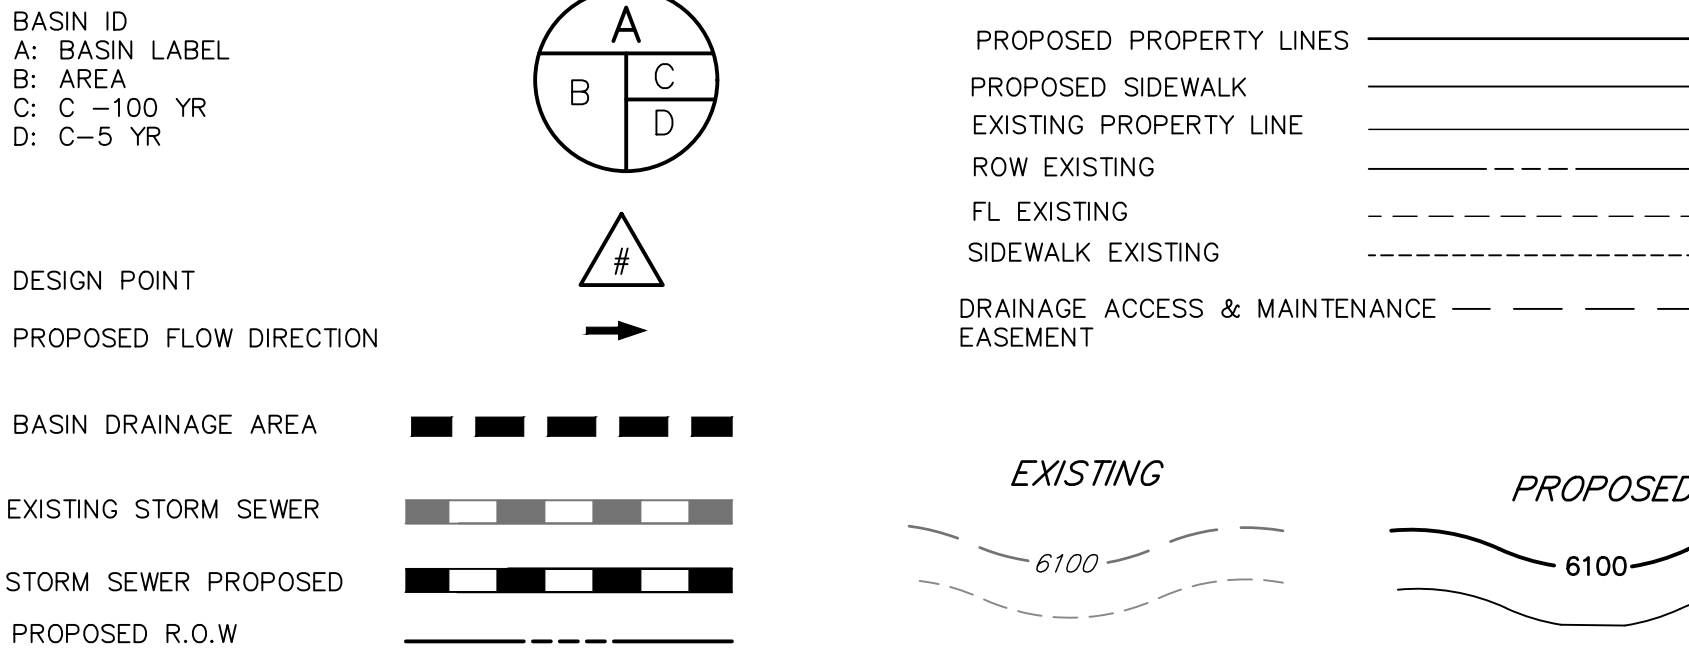 BASIN ID
A: BASIN LABEL
B: AREA
C: C -100 YR
D: C-5 YR
A
B
C
D
DESIGN POINT
#
PROPOSED FLOW DIRECTION
BASIN DRAINAGE AREA
EXISTING STORM SEWER
STORM SEWER PROPOSED
PROPOSED R.O.W
PROPOSED PROPERTY LINES
PROPOSED SIDEWALK
EXISTING PROPERTY LINE
ROW EXISTING
FL EXISTING
SIDEWALK EXISTING
DRAINAGE ACCESS & MAINTENANCE
EASEMENT
EXISTING
6100
PROPOSED
6100